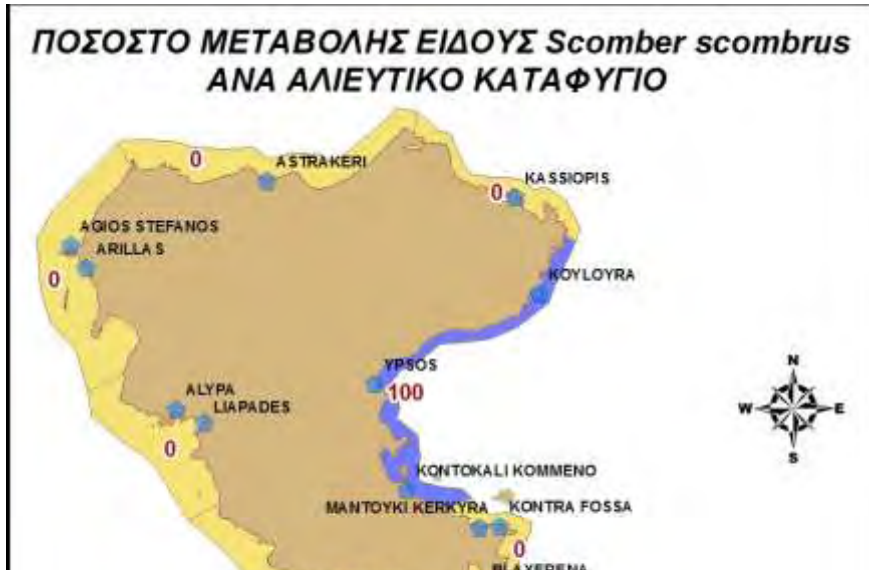 ΠΟΣΟΣΤΟ ΜΕΤΑΒΟΛΗΣ ΕΙΔΟΥΣ Scomber scombrus
ΑΝΑ ΑΛΙΕΥΤΙΚΟ ΚΑΤΑΦΥΓΙΟ
0
ASTRAKERI
KASSIOPIS
0
AGIOS STEFANOS
ARILLAS
0
KOYLOYRA
N
YPSOS
100
ALYPA
LIAPADES
W
E
0
S
KONTOKALI KOMMENO
MANTOYKI KERKYRA
KONTRA FOSSA
0